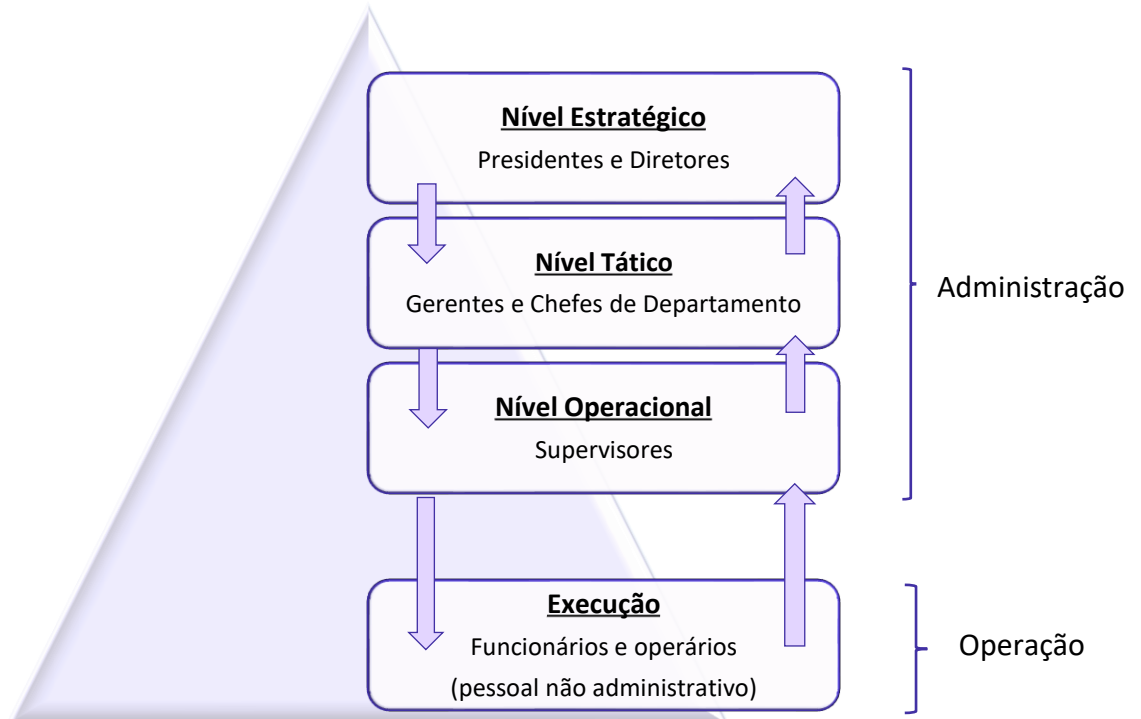 Nível Estratégico
Presidentes e Diretores
Nível Tático
Gerentes e Chefes de Departamento
Nível Operacional
Supervisores
Administração
Execução
Funcionários e operários
(pessoal não administrativo)
Operação